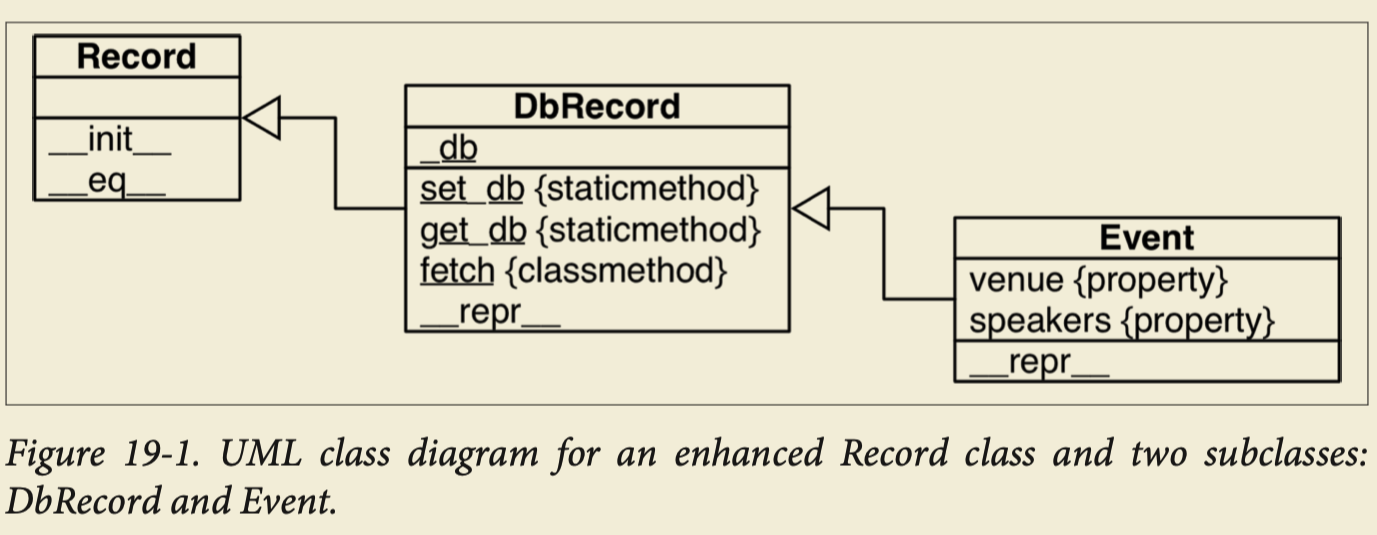 Record
__init__
__eq__
DbRecord
_db
set_db {staticmethod}
get_db {staticmethod}
fetch {classmethod}
__repr__
Event
venue {property}
speakers {property}
__repr__
Figure 19-1. UML class diagram for an enhanced Record class and two subclasses:
DbRecord and Event.